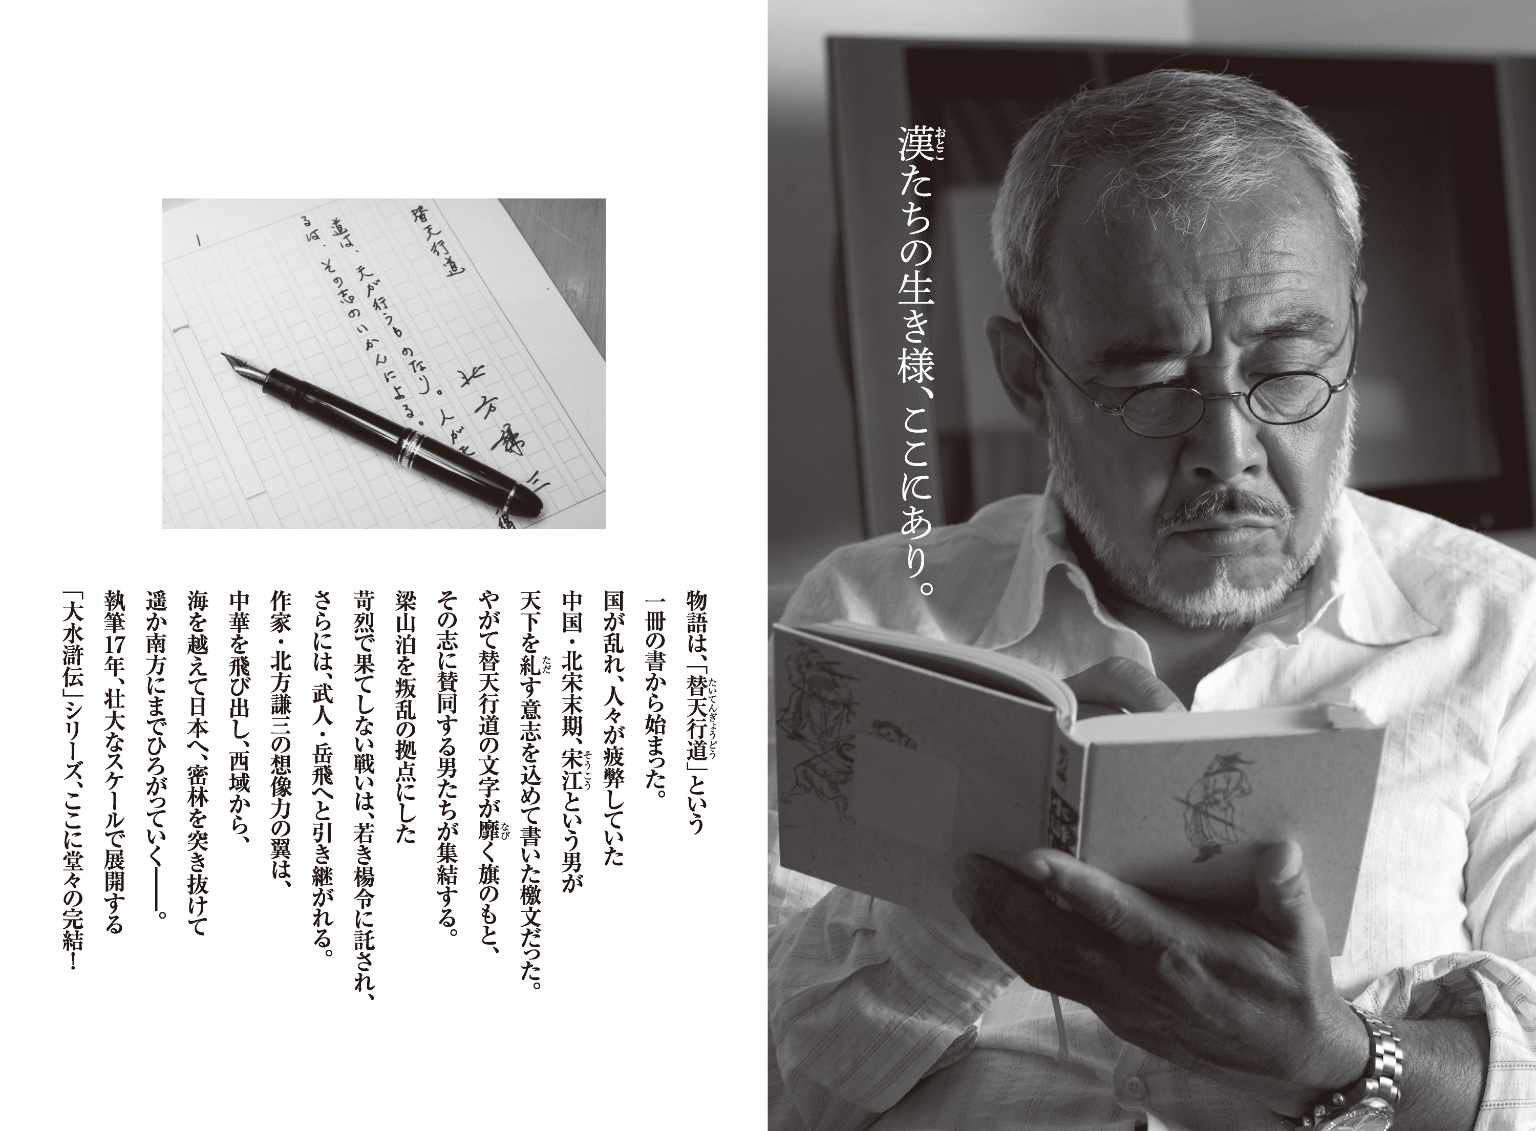 漢たちの生き様、ここにあり。
替天行道
北方謙三
道は、天が行うものなり。人が
るは、その志のいかんによる。
物語は、「替天行道」という
一冊の書から始まった。
国が乱れ、人々が疲弊していた
中国・北宋末期、宋江という男が
天下を糺す意志を込めて書いた檄文だった。
やがて替天行道の文字が靡く旗のもと、
その志に賛同する男たちが集結する。
梁山泊を叛乱の拠点にした
苛烈で果てしない戦いは、若き楊令に託され、
さらには、武人・岳飛へと引き継がれる。
作家・北方謙三の想像力の翼は、
中華を飛び出し、西域から、
海を越えて日本へ、密林を突き抜けて
遥か南方にまでひろがっていく――。
執筆17年、壮大なスケールで展開する
「大水滸伝」シリーズ、ここに堂々の完結！